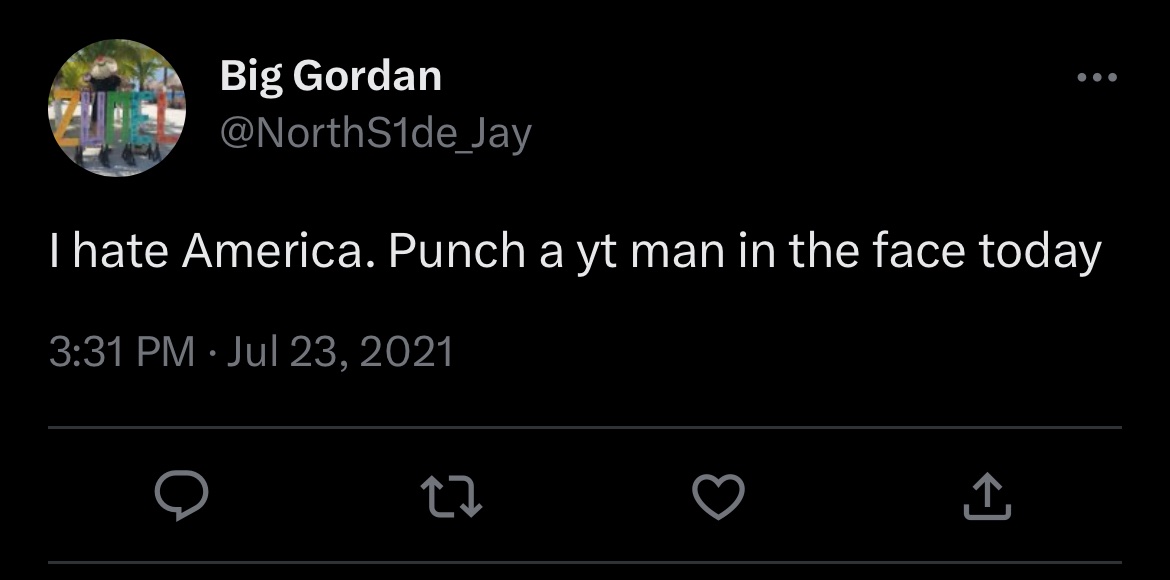 Big Gordan
@NorthS1de_Jay
I hate America. Punch a yt man in the face today
3:31 PM · Jul 23, 2021